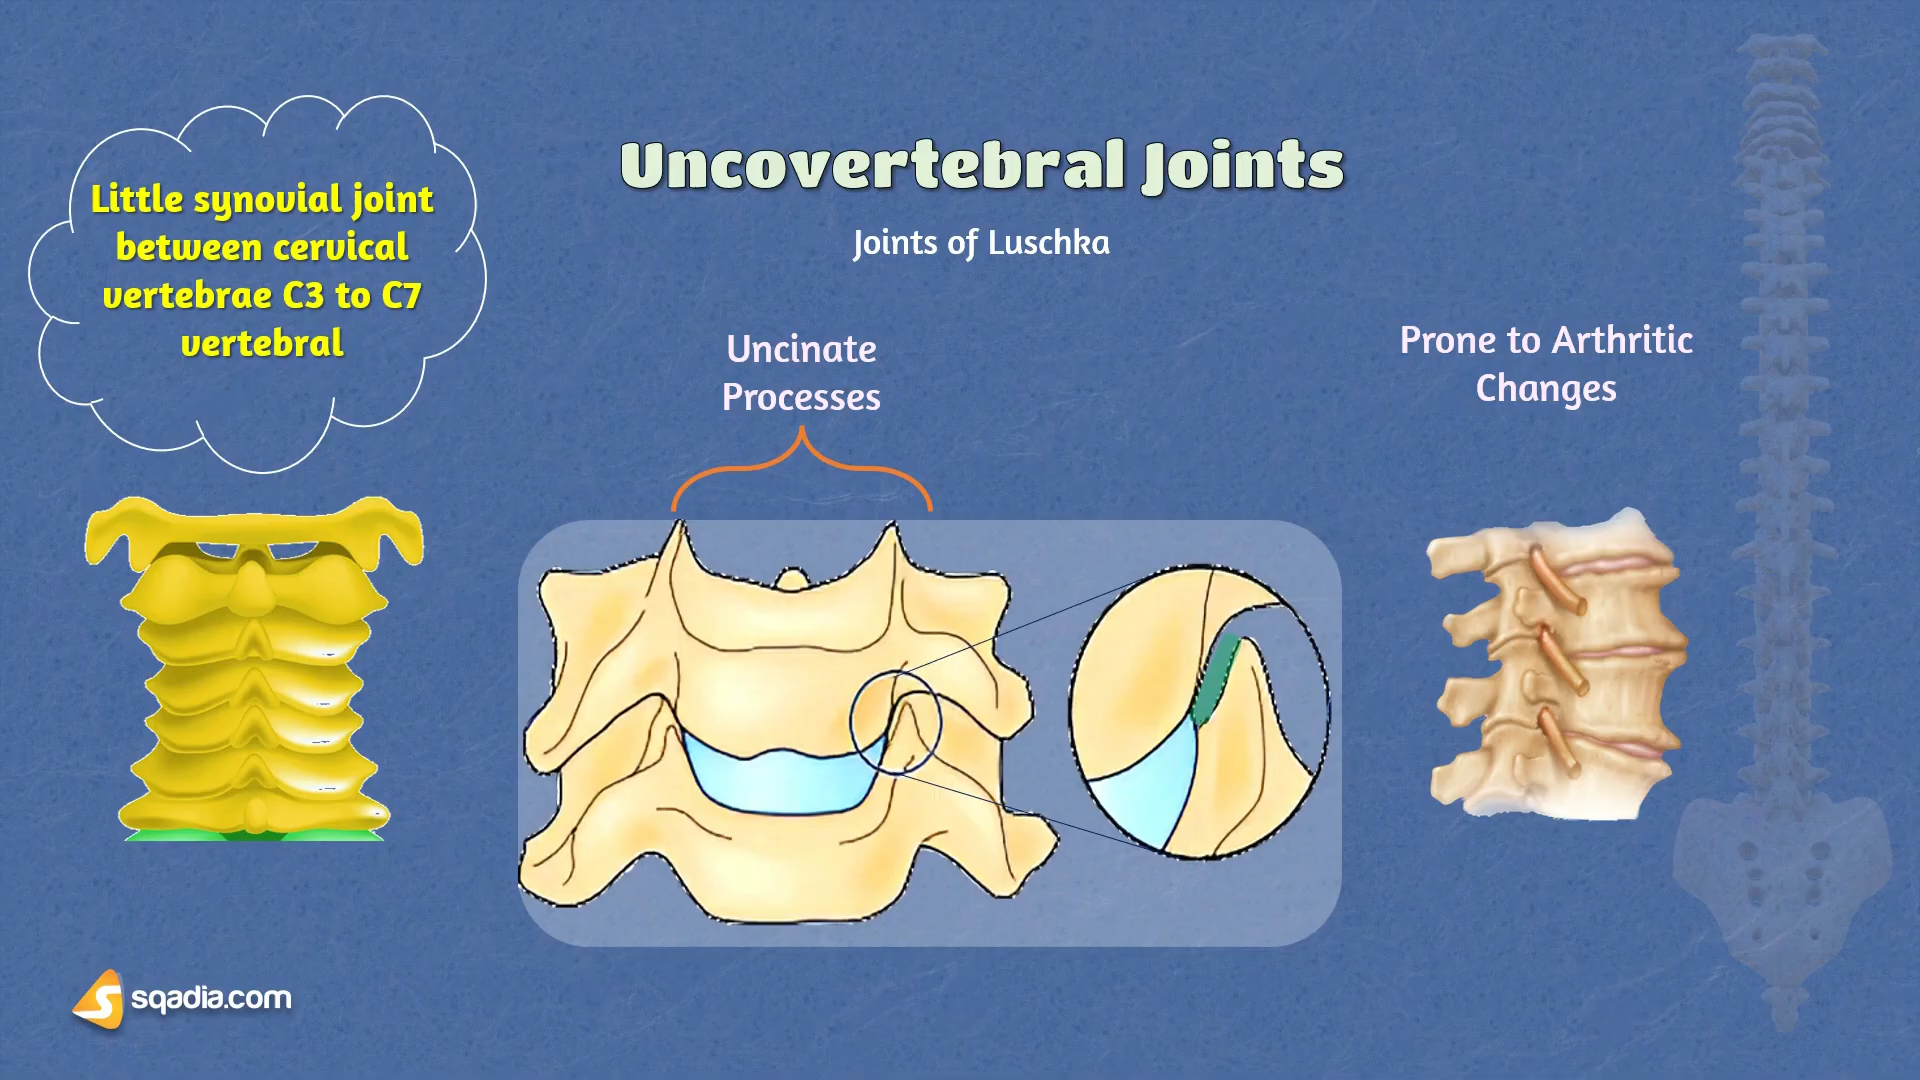 Uncovertebral Joints
Joints of Luschka
Little synovial joint
between cervical
vertebrae C3 to C7
vertebral
Uncinate
Processes
Prone to Arthritic
Changes
sqadia.com